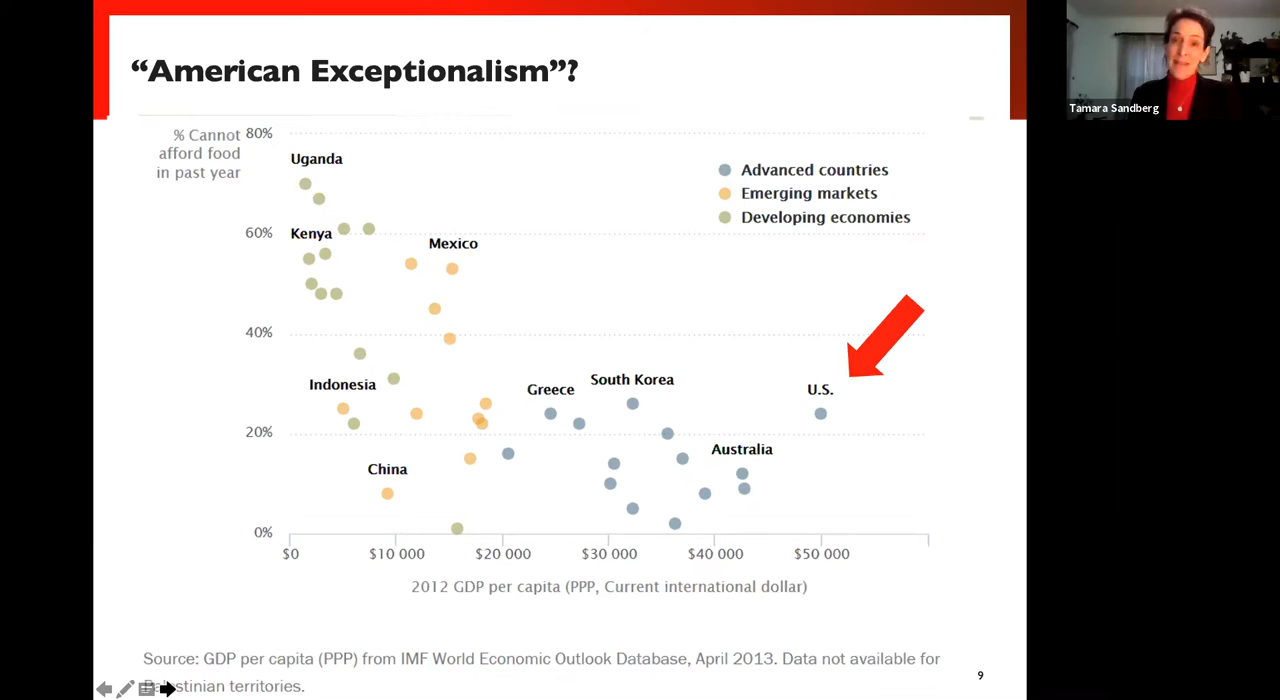 “American Exceptionalism”?
Tamara Sandberg
% Cannot
afford food
in past year
80%
60%
40%
20%
0%
Uganda
Kenya
Mexico
Indonesia
China
Greece
South Korea
U.S.
Australia
Advanced countries
Emerging markets
Developing economies
$0
$10 000
$20 000
$30 000
$40 000
$50 000
2012 GDP per capita (PPP, Current international dollar)
Source: GDP per capita (PPP) from IMF World Economic Outlook Database, April 2013. Data not available for
Palestinian territories.
9